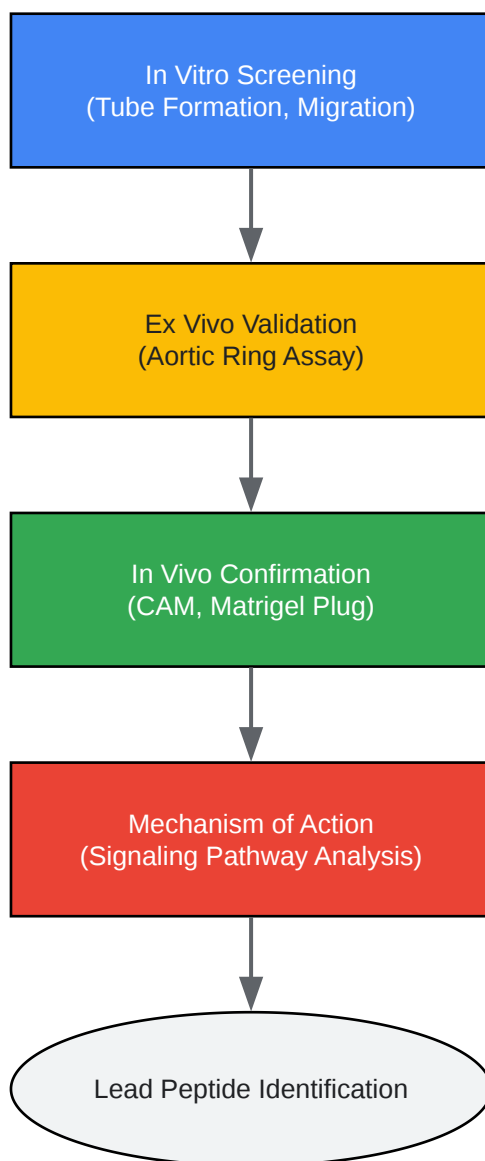 In Vitro Screening
(Tube Formation, Migration)
Ex Vivo Validation
(Aortic Ring Assay)
In Vivo Confirmation
(CAM, Matrigel Plug)
Mechanism of Action
(Signaling Pathway Analysis)
Lead Peptide Identification